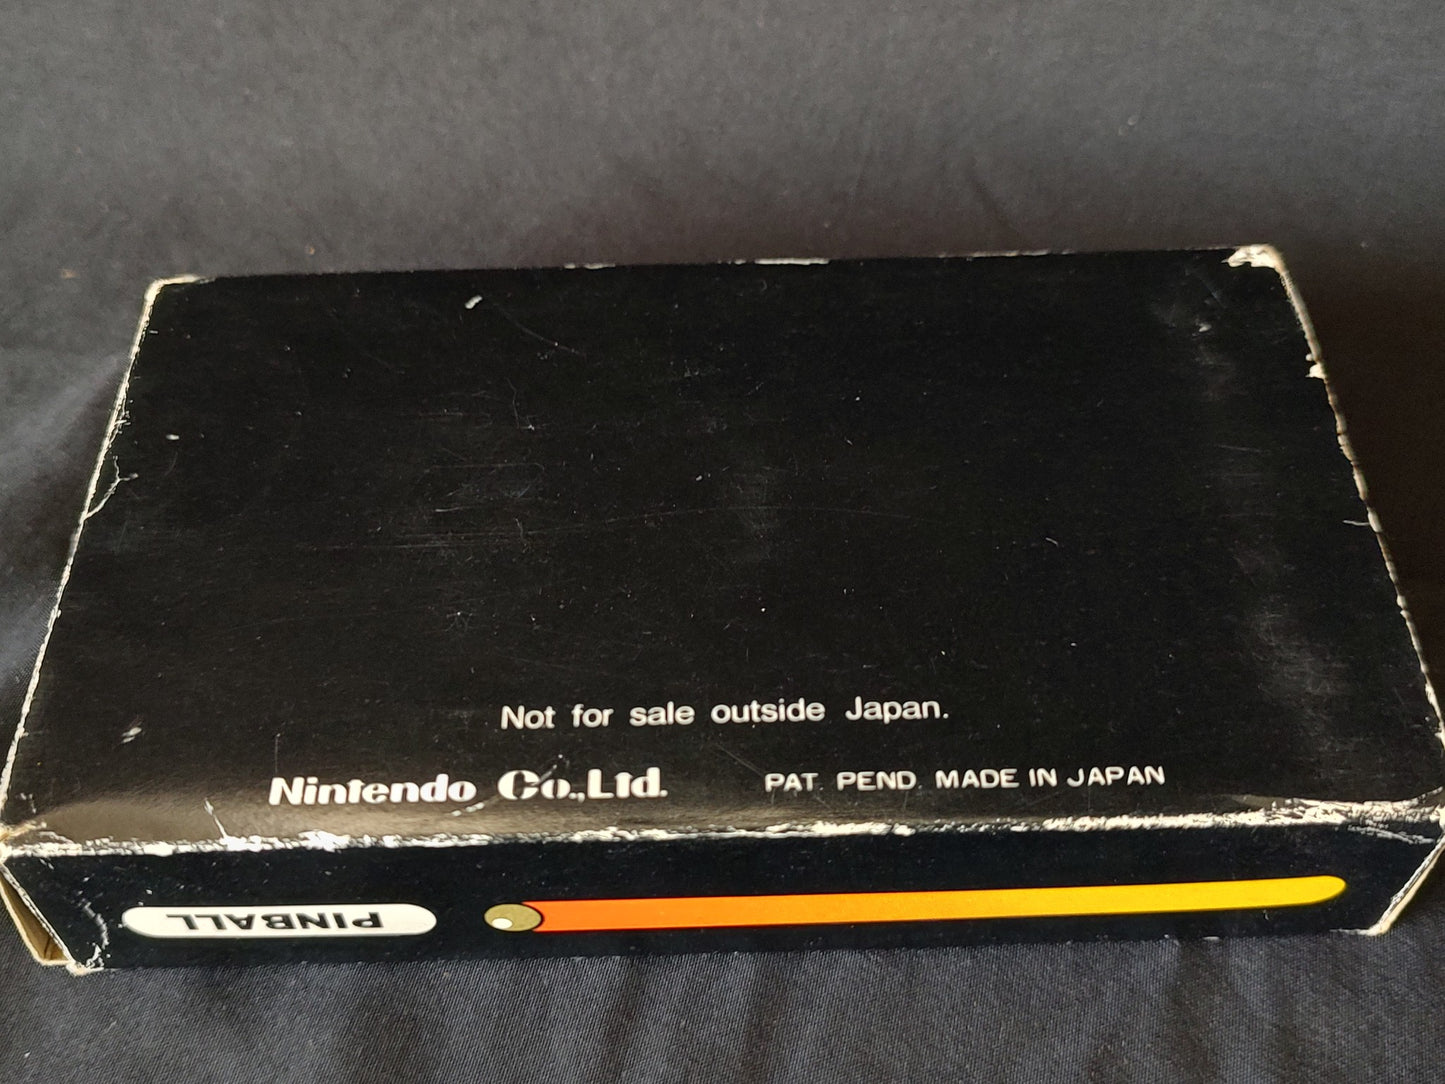 Not for sale outside Japan.
Nintendo Co.,Ltd. PAT. PEND. MADE IN JAPAN
PINBALL